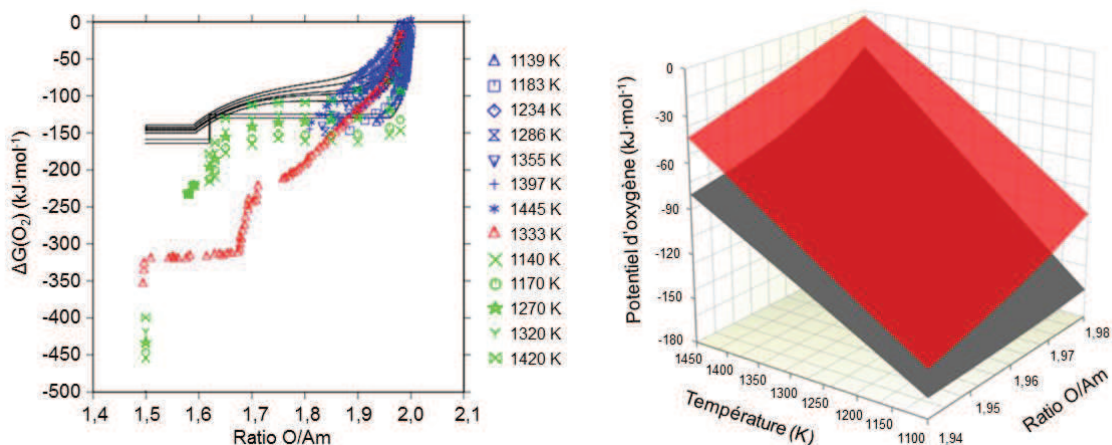 ΔG(O₂) (kJ·mol⁻¹)
0
-50
-100
-150
-200
-250
-300
-350
-400
-450
-500
1,4
1,5
1,6
1,7
1,8
1,9
2,0
2,1
Ratio O/Am
1139 K
1183 K
1234 K
1286 K
1355 K
1397 K
1445 K
1333 K
1140 K
1170 K
1270 K
1320 K
1420 K
Potentiel d'oxygène (kJ·mol⁻¹)
0
-30
-60
-90
-120
-150
-180
1450
1400
1350
1300
1250
1200
1150
1100
Température (K)
1,94
1,95
1,96
1,97
1,98
Ratio O/Am